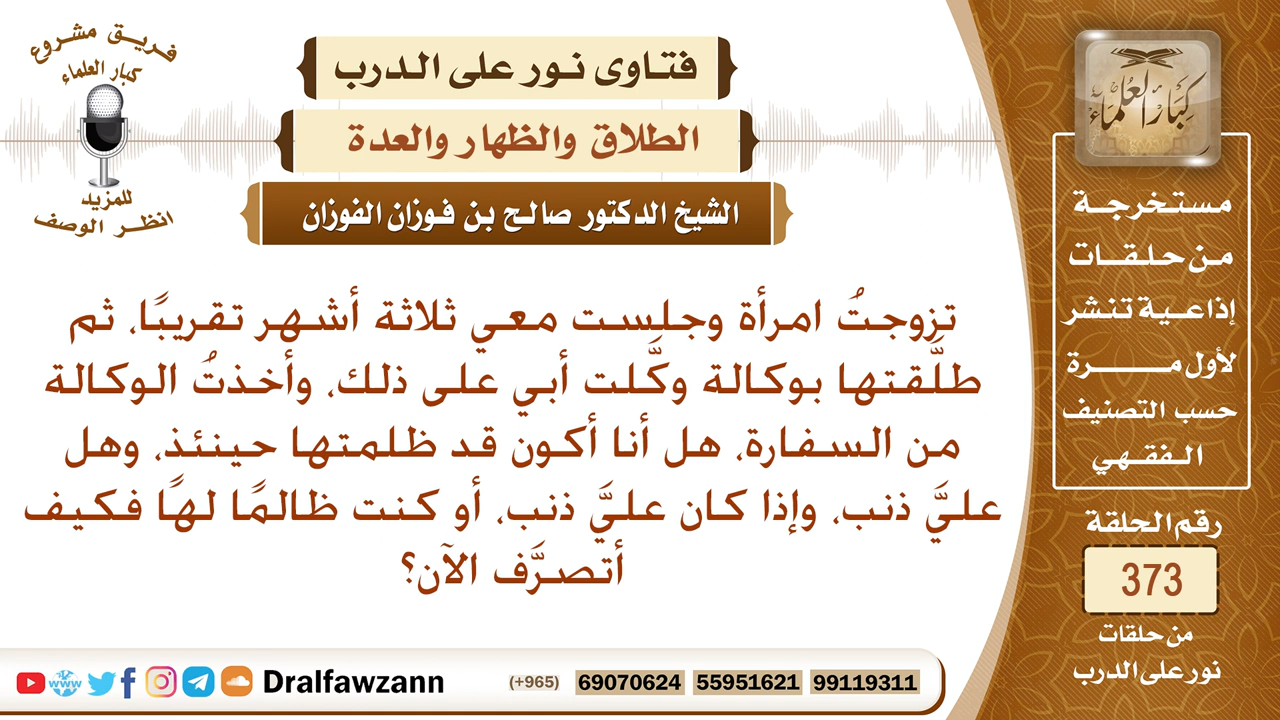 فريق مشروع
كبار العلماء
للمزيد
انظر الوصف
فتاوى نور على الدرب
الطلاق والظهار والعدة
الشيخ الدكتور صالح بن فوزان الفوزان
تزوجتُ امرأة وجلست معي ثلاثة أشهر تقريبًا، ثم
طلَّقتها بوكالة وكَّلت أبي على ذلك، وأخذتُ الوكالة
من السفارة، هل أنا أكون قد ظلمتها حينئذ، وهل
عليَّ ذنب، وإذا كان عليَّ ذنب، أو كنت ظالمًا لهًا فكيف
أتصرَّف الآن؟
كبار العلماء
مستخرجة
من حلقات
إذاعية تنشر
لأول مرة
حسب التصنيف
الفقهي
رقم الحلقة
373
من حلقات
نور على الدرب
www
Dralfawzann
(+965) 69070624 55951621 99119311